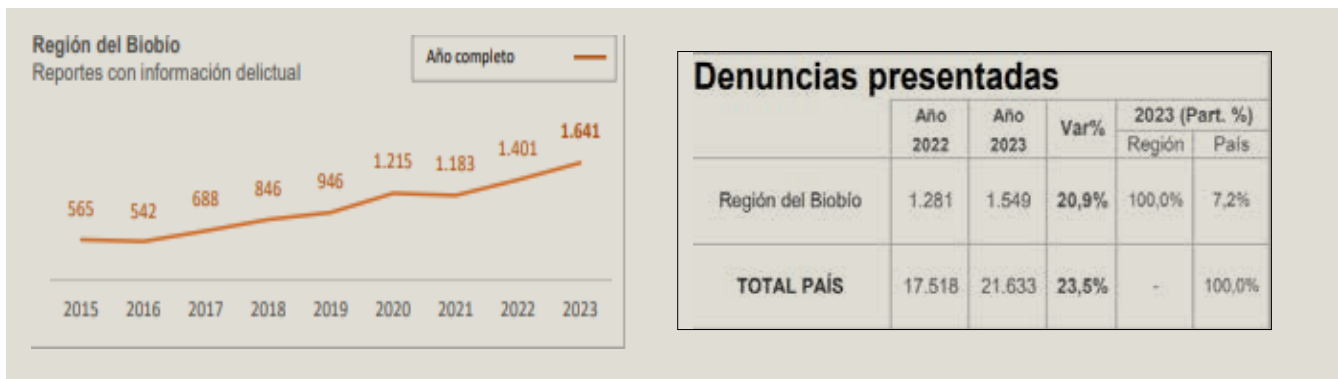 Región del Biobío
Reportes con información delictual
Año completo
565 542 688 846 946 1.215 1.183 1.401 1.641
2015 2016 2017 2018 2019 2020 2021 2022 2023
Denuncias presentadas
Año 2022 Año 2023 Var% 2023 (Part. %)
Región País
Región del Biobío 1.281 1.549 20,9% 100,0% 7,2%
TOTAL PAÍS 17.518 21.633 23,5% - 100,0%